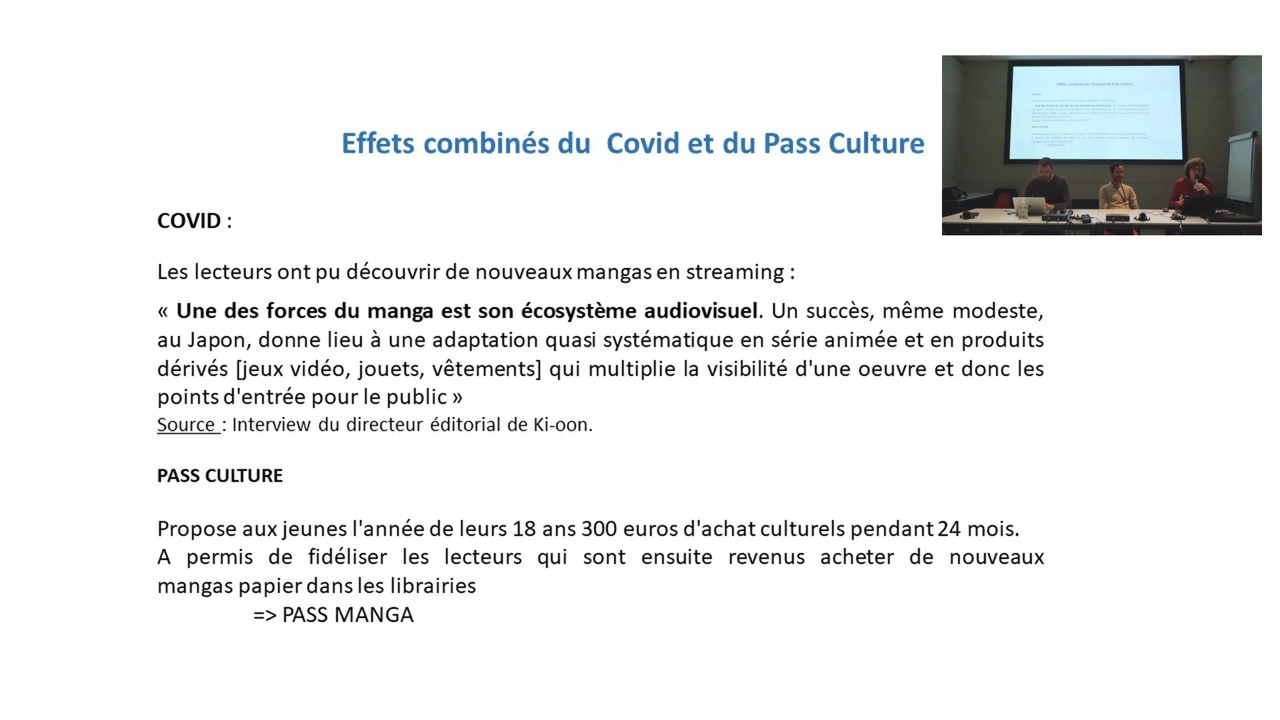 Effets combinés du Covid et du Pass Culture
COVID :
Les lecteurs ont pu découvrir de nouveaux mangas en streaming :
« Une des forces du manga est son écosystème audiovisuel. Un succès, même modeste,
au Japon, donne lieu à une adaptation quasi systématique en série animée et en produits
dérivés [jeux vidéo, jouets, vêtements] qui multiplie la visibilité d'une oeuvre et donc les
points d'entrée pour le public »
Source : Interview du directeur éditorial de Ki-oon.
PASS CULTURE
Propose aux jeunes l'année de leurs 18 ans 300 euros d'achat culturels pendant 24 mois.
A permis de fidéliser les lecteurs qui sont ensuite revenus acheter de nouveaux
mangas papier dans les librairies
=> PASS MANGA